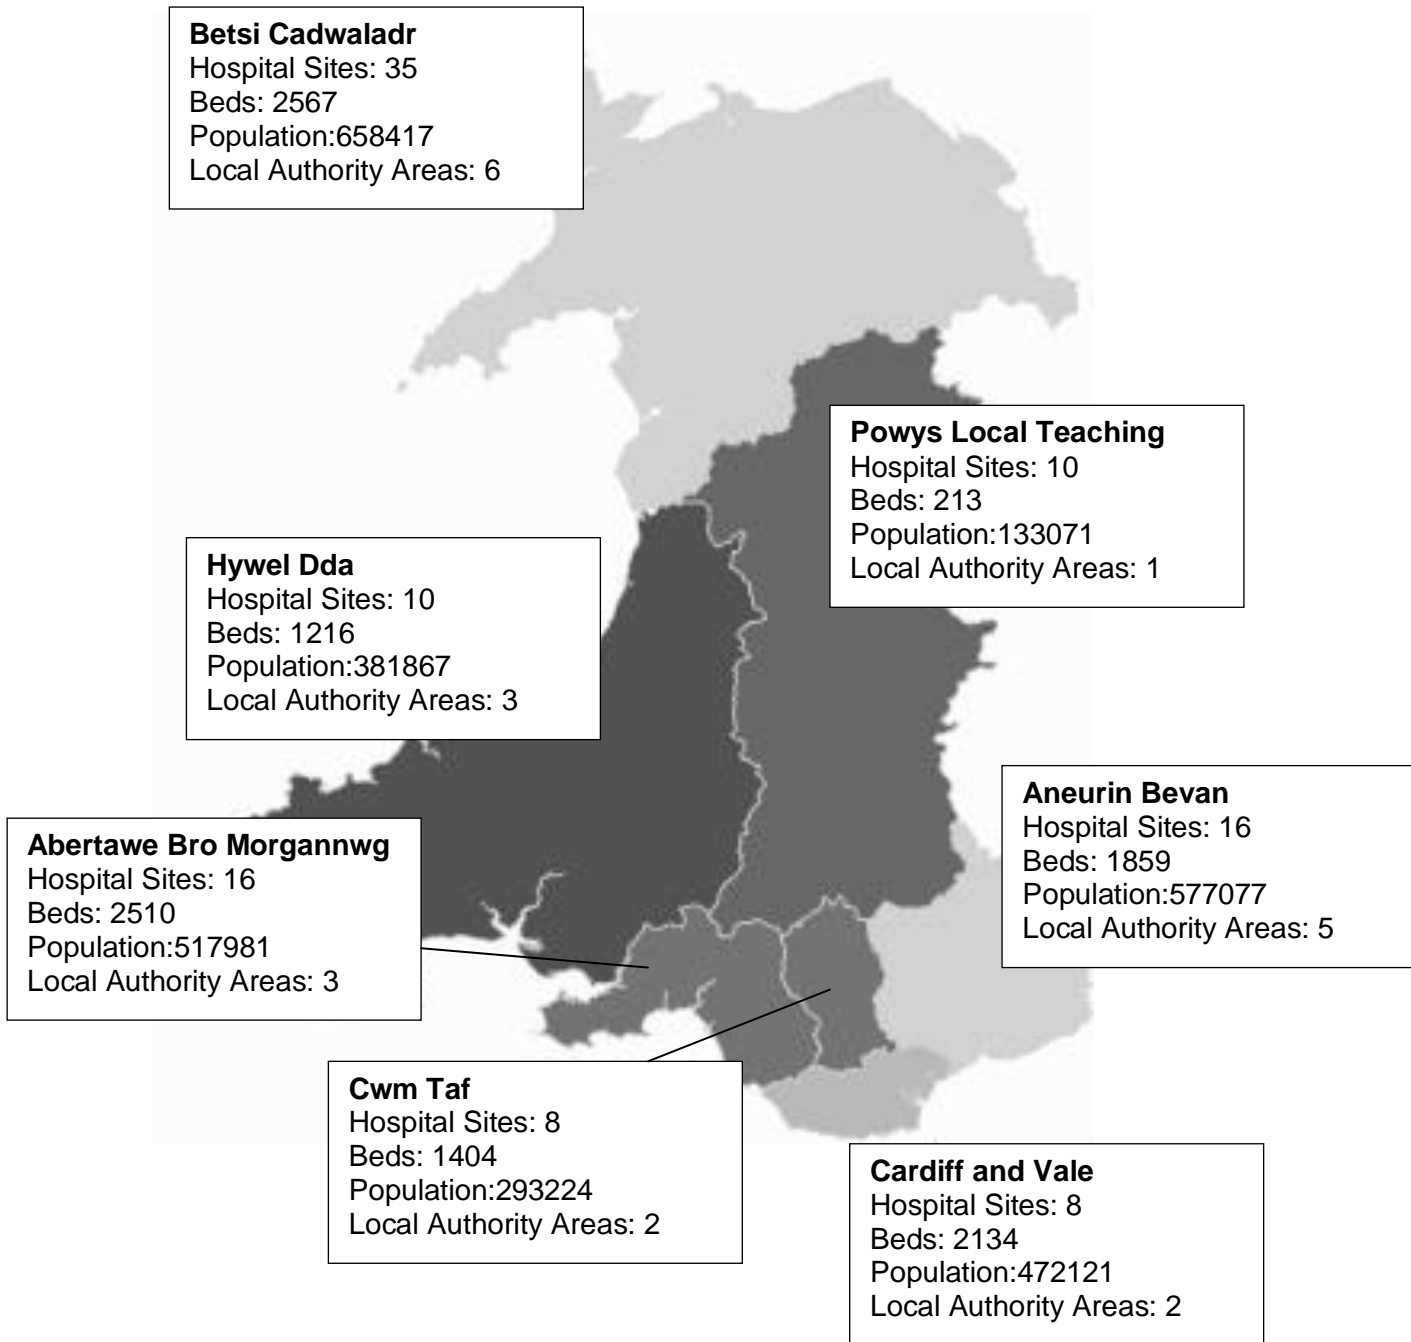 Betsi Cadwaladr
Hospital Sites: 35
Beds: 2567
Population:658417
Local Authority Areas: 6
Powys Local Teaching
Hospital Sites: 10
Beds: 213
Population:133071
Local Authority Areas: 1
Hywel Dda
Hospital Sites: 10
Beds: 1216
Population:381867
Local Authority Areas: 3
Aneurin Bevan
Hospital Sites: 16
Beds: 1859
Population:577077
Local Authority Areas: 5
Abertawe Bro Morgannwg
Hospital Sites: 16
Beds: 2510
Population:517981
Local Authority Areas: 3
Cwm Taf
Hospital Sites: 8
Beds: 1404
Population:293224
Local Authority Areas: 2
Cardiff and Vale
Hospital Sites: 8
Beds: 2134
Population:472121
Local Authority Areas: 2